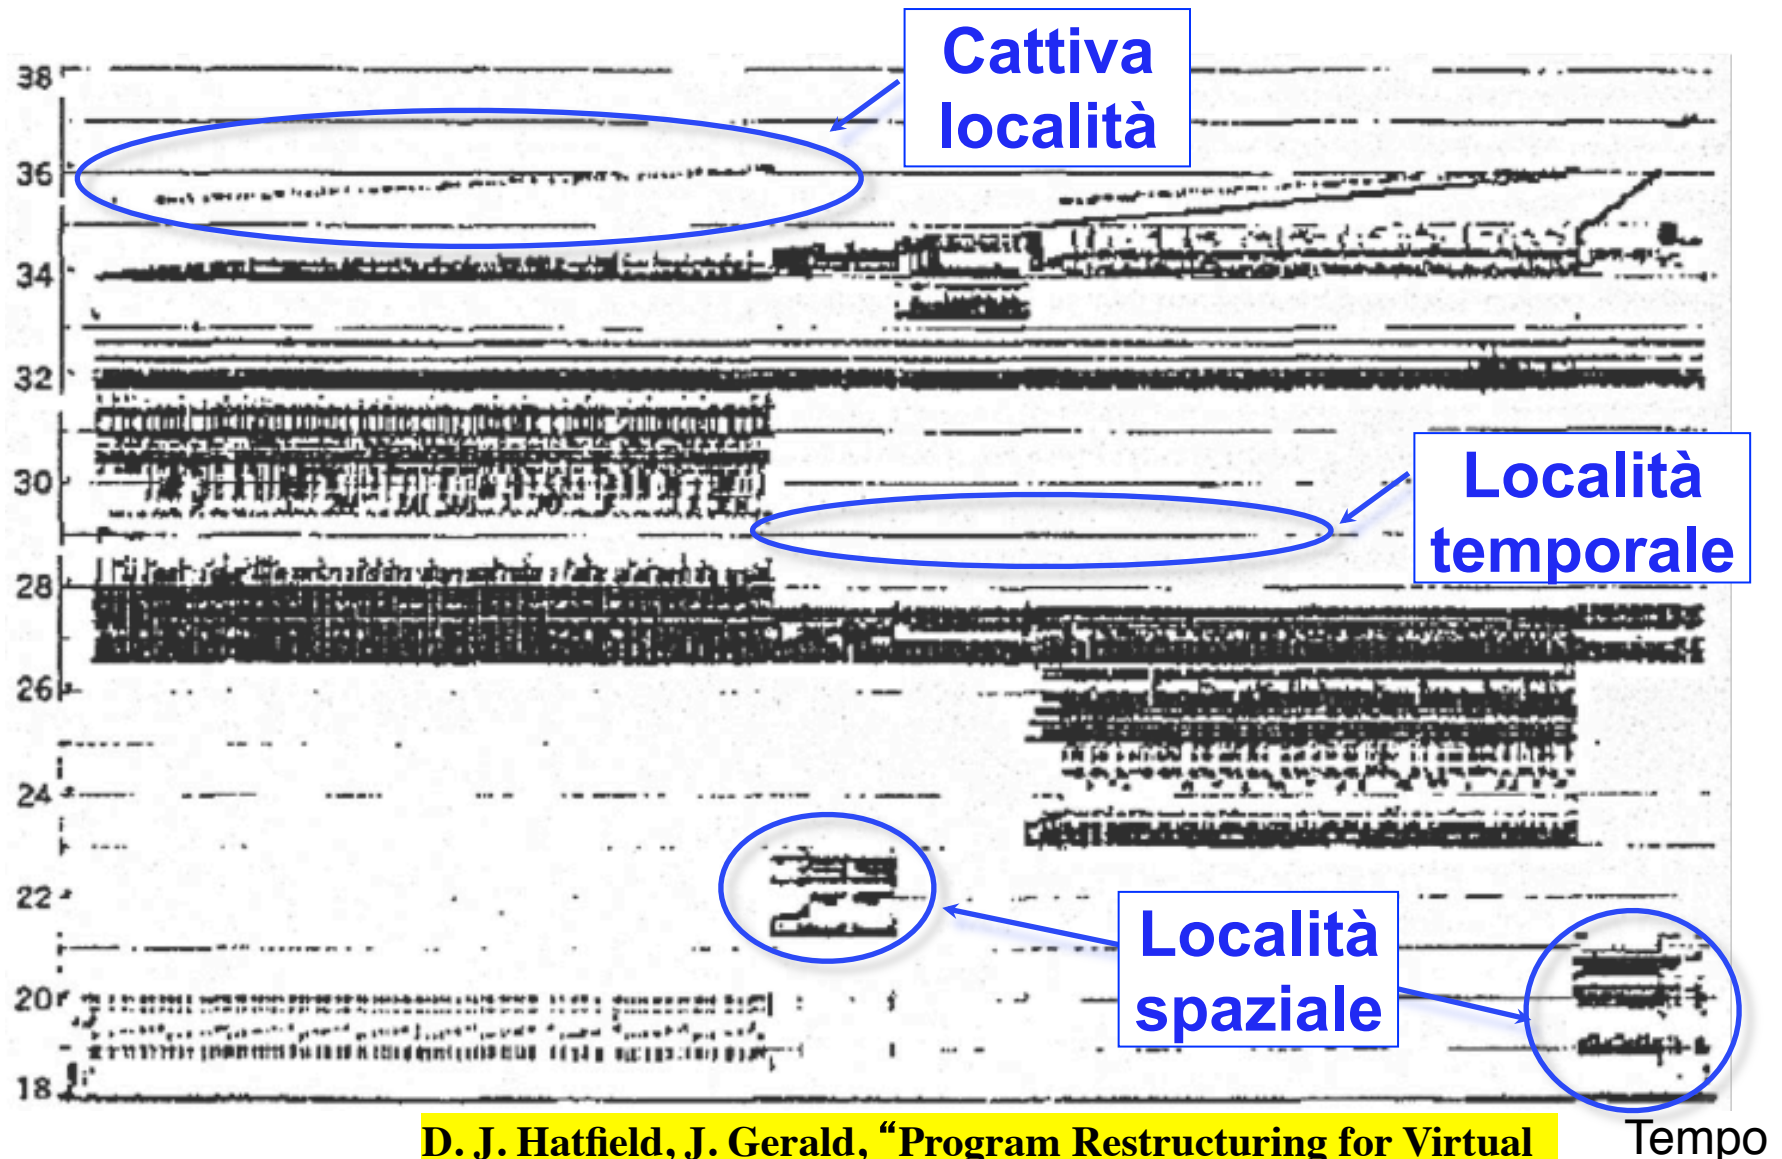 Cattiva
località
38
36
34
32
30
28
26
24
22
20
18
Località
temporale
Località
spaziale
D. J. Hatfield, J. Gerald, “Program Restructuring for Virtual
Tempo